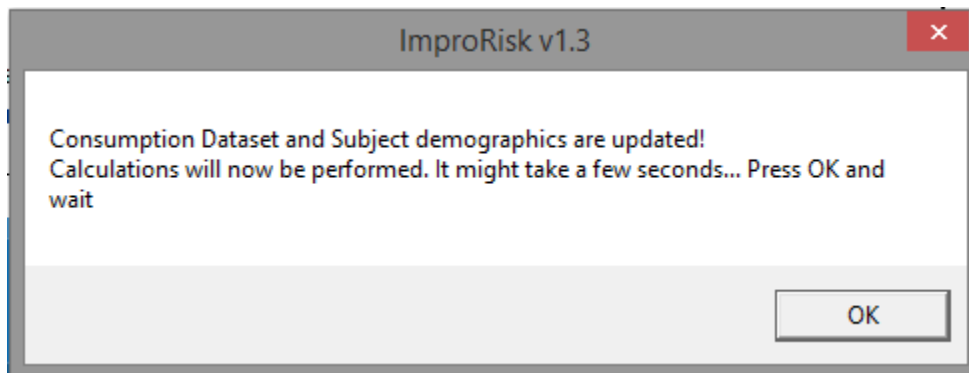 ImproRisk v1.3
Consumption Dataset and Subject demographics are updated!
Calculations will now be performed. It might take a few seconds... Press OK and
wait
OK